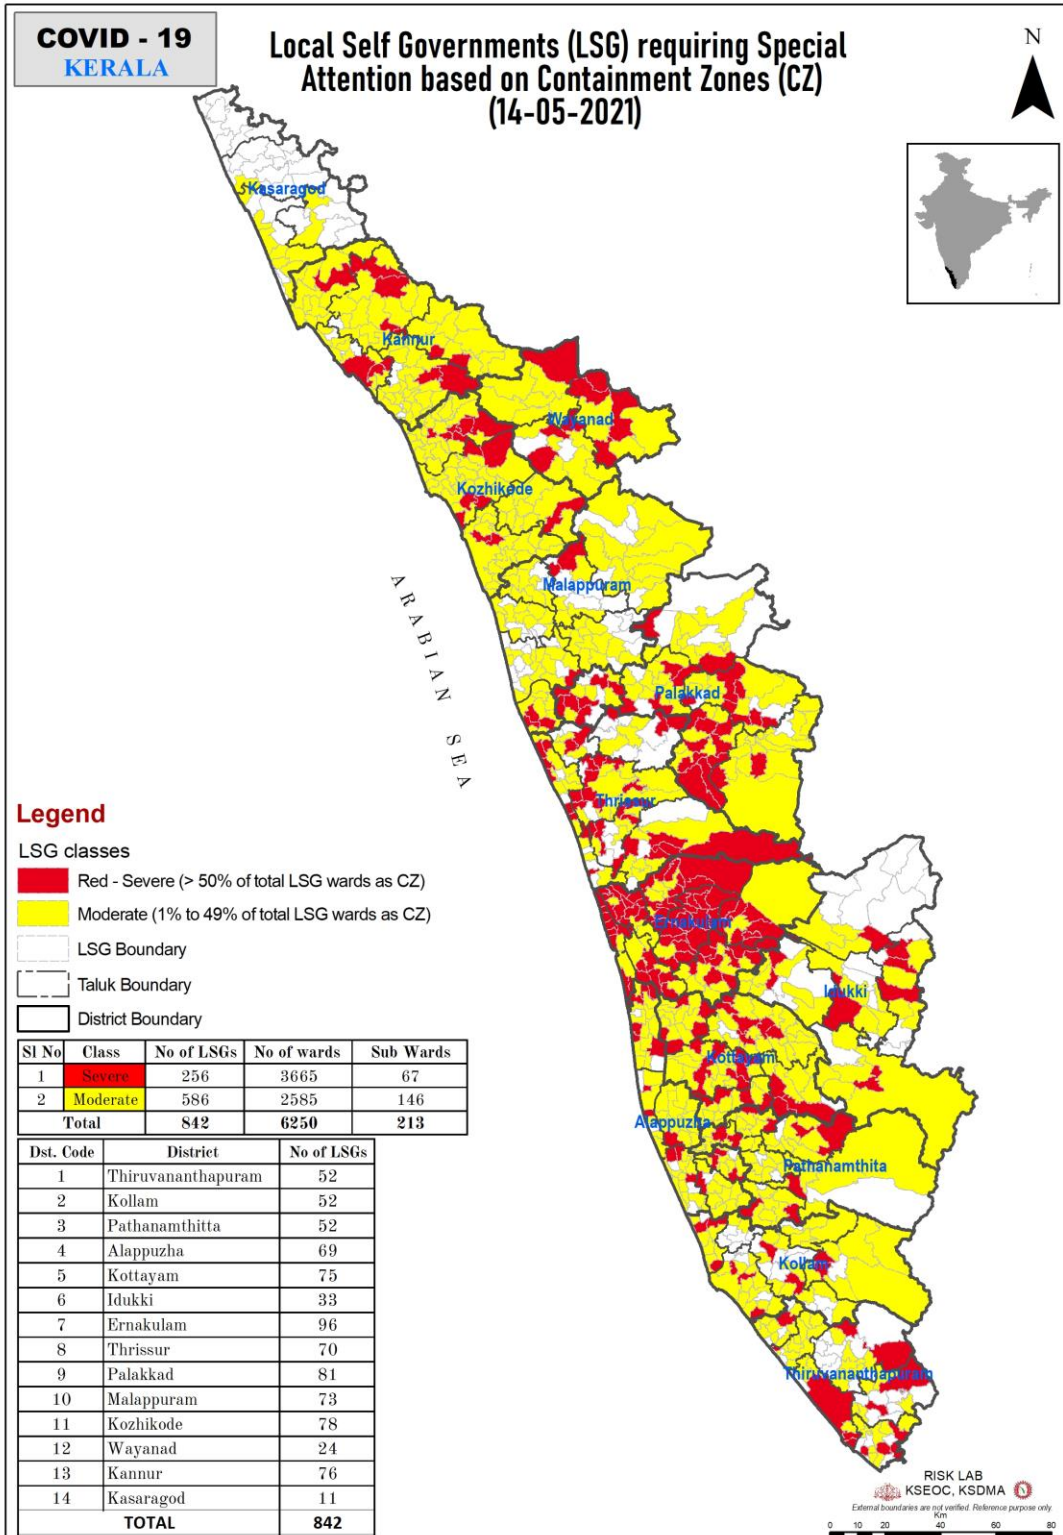 COVID - 19
KERALA
Local Self Governments (LSG) requiring Special
Attention based on Containment Zones (CZ)
(14-05-2021)
N
Kasaragod
Kannur
Wayanad
Kozhikode
Malappuram
ARABIAN SEA
Palakkad
Thrissur
Ernakulam
Idukki
Kottayam
Alappuzha
Pathanamthita
Kollam
Thiruvananthapuram
Legend
LSG classes
Red - Severe (> 50% of total LSG wards as CZ)
Moderate (1% to 49% of total LSG wards as CZ)
LSG Boundary
Taluk Boundary
District Boundary
Sl No Class No of LSGs No of wards Sub Wards
1 Severe 256 3665 67
2 Moderate 586 2585 146
Total 842 6250 213
Dst. Code District No of LSGs
1 Thiruvananthapuram 52
2 Kollam 52
3 Pathanamthitta 52
4 Alappuzha 69
5 Kottayam 75
6 Idukki 33
7 Ernakulam 96
8 Thrissur 70
9 Palakkad 81
10 Malappuram 73
11 Kozhikode 78
12 Wayanad 24
13 Kannur 76
14 Kasaragod 11
TOTAL 842
RISK LAB
KSEOC, KSDMA
External boundaries are not verified. Reference purpose only.
Km
0 10 20 40 60 80